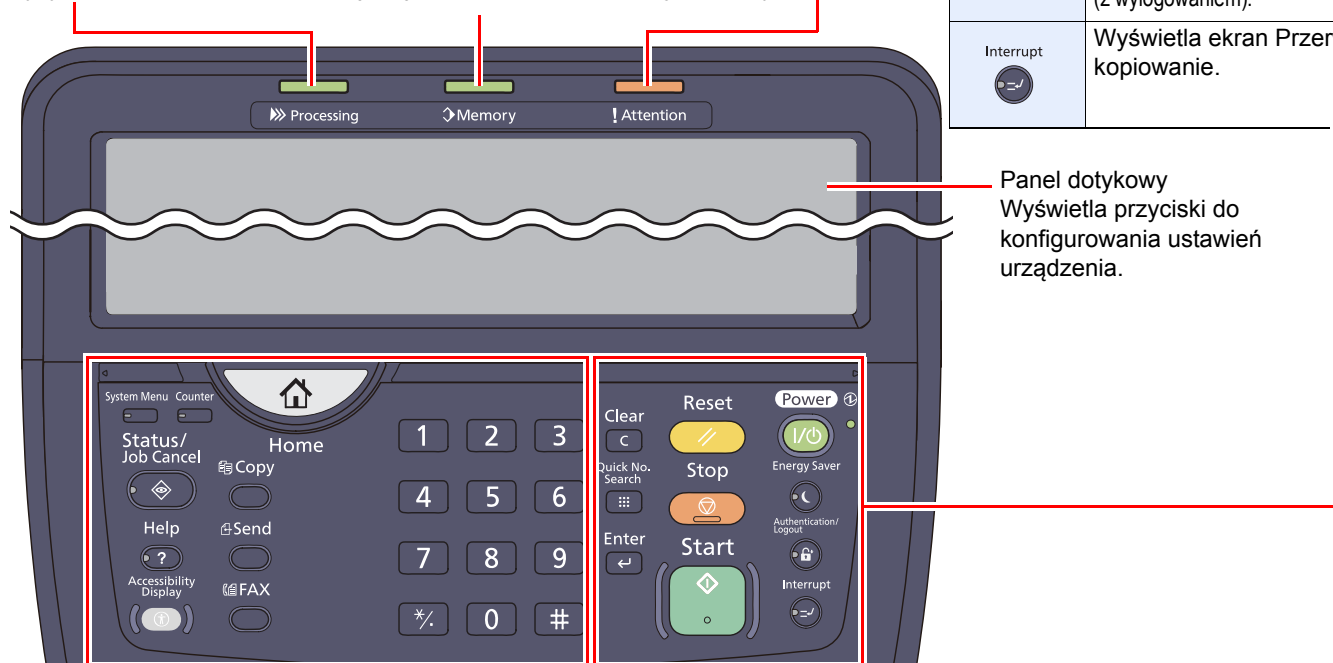 (z wylogowaniem).
Interrupt
Wyświetla ekran
kopiowanie.
Processing
Memory
! Attention
Panel dotykowy
Wyświetla przyciski do
konfigurowania ustawień
urządzenia.
System Menu Counter
Status/
Job Cancel
Help
?
Accessibility
Display
Home
Copy
Send
FAX
1 2 3
4 5 6
7 8 9
*/. 0 #
Clear
C
Quick No.
Search
Enter
Reset
Stop
Start
Power
Energy Saver
Authentication/
Logout
Interrupt